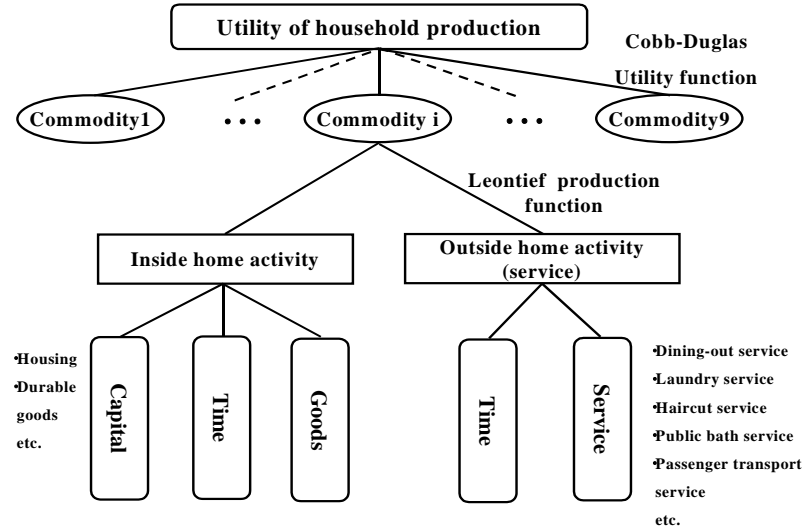 Utility of household production
Cobb-Duglas
Utility function
Commodity1
• • •
Commodity i
• • •
Commodity9
Leontief production
function
Inside home activity
Outside home activity
(service)
•Housing
•Durable
goods
etc.
Capital
Time
Goods
Time
Service
•Dining-out service
•Laundry service
•Haircut service
•Public bath service
•Passenger transport
service
etc.